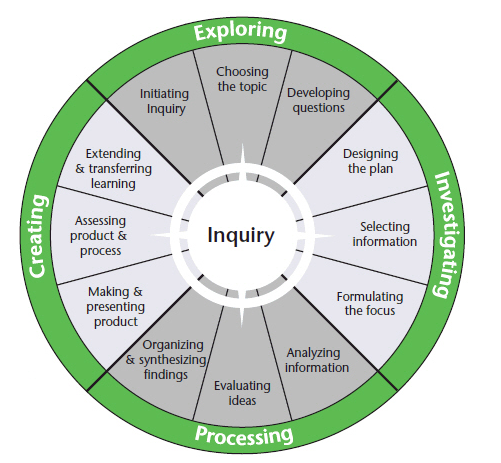 Exploring
Initiating
Inquiry
Choosing
the topic
Developing
questions
Investigating
Designing
the plan
Selecting
information
Formulating
the focus
Processing
Analyzing
information
Evaluating
ideas
Organizing
& synthesizing
findings
Creating
Making &
presenting
product
Assessing
product &
process
Extending
& transferring
learning
Inquiry